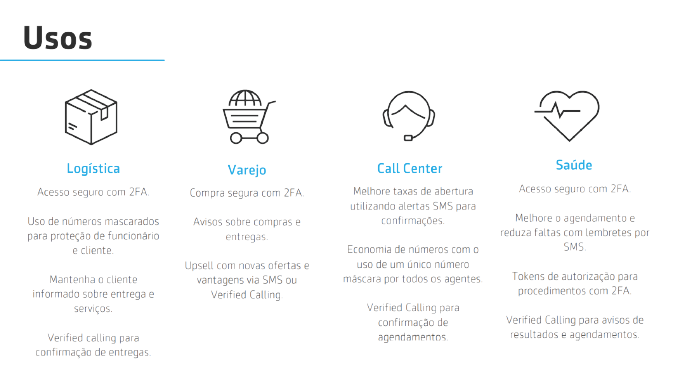 Usos
Logística
Acesso seguro com 2FA.
Uso de números mascarados
para proteção de funcionário
e cliente.
Mantenha o cliente
informado sobre entrega e
serviços.
Verified calling para
confirmação de entregas.
Varejo
Compra segura com 2FA.
Avisos sobre compras e
entregas.
Upsell com novas ofertas e
vantagens via SMS ou
Verified Calling
Call Center
Melhore taxas de abertura
utilizando alertas SMS para
confirmações.
Economia de números com o
uso de um único número
máscara por todos os agentes.
Verified Calling para
confirmação de
agendamentos.
Saúde
Acesso seguro com 2FA.
Melhore o agendamento e
reduza faltas com lembretes por
SMS.
Tokens de autorização para
procedimentos com 2FA.
Verified Calling para avisos de
resultados e agendamentos.